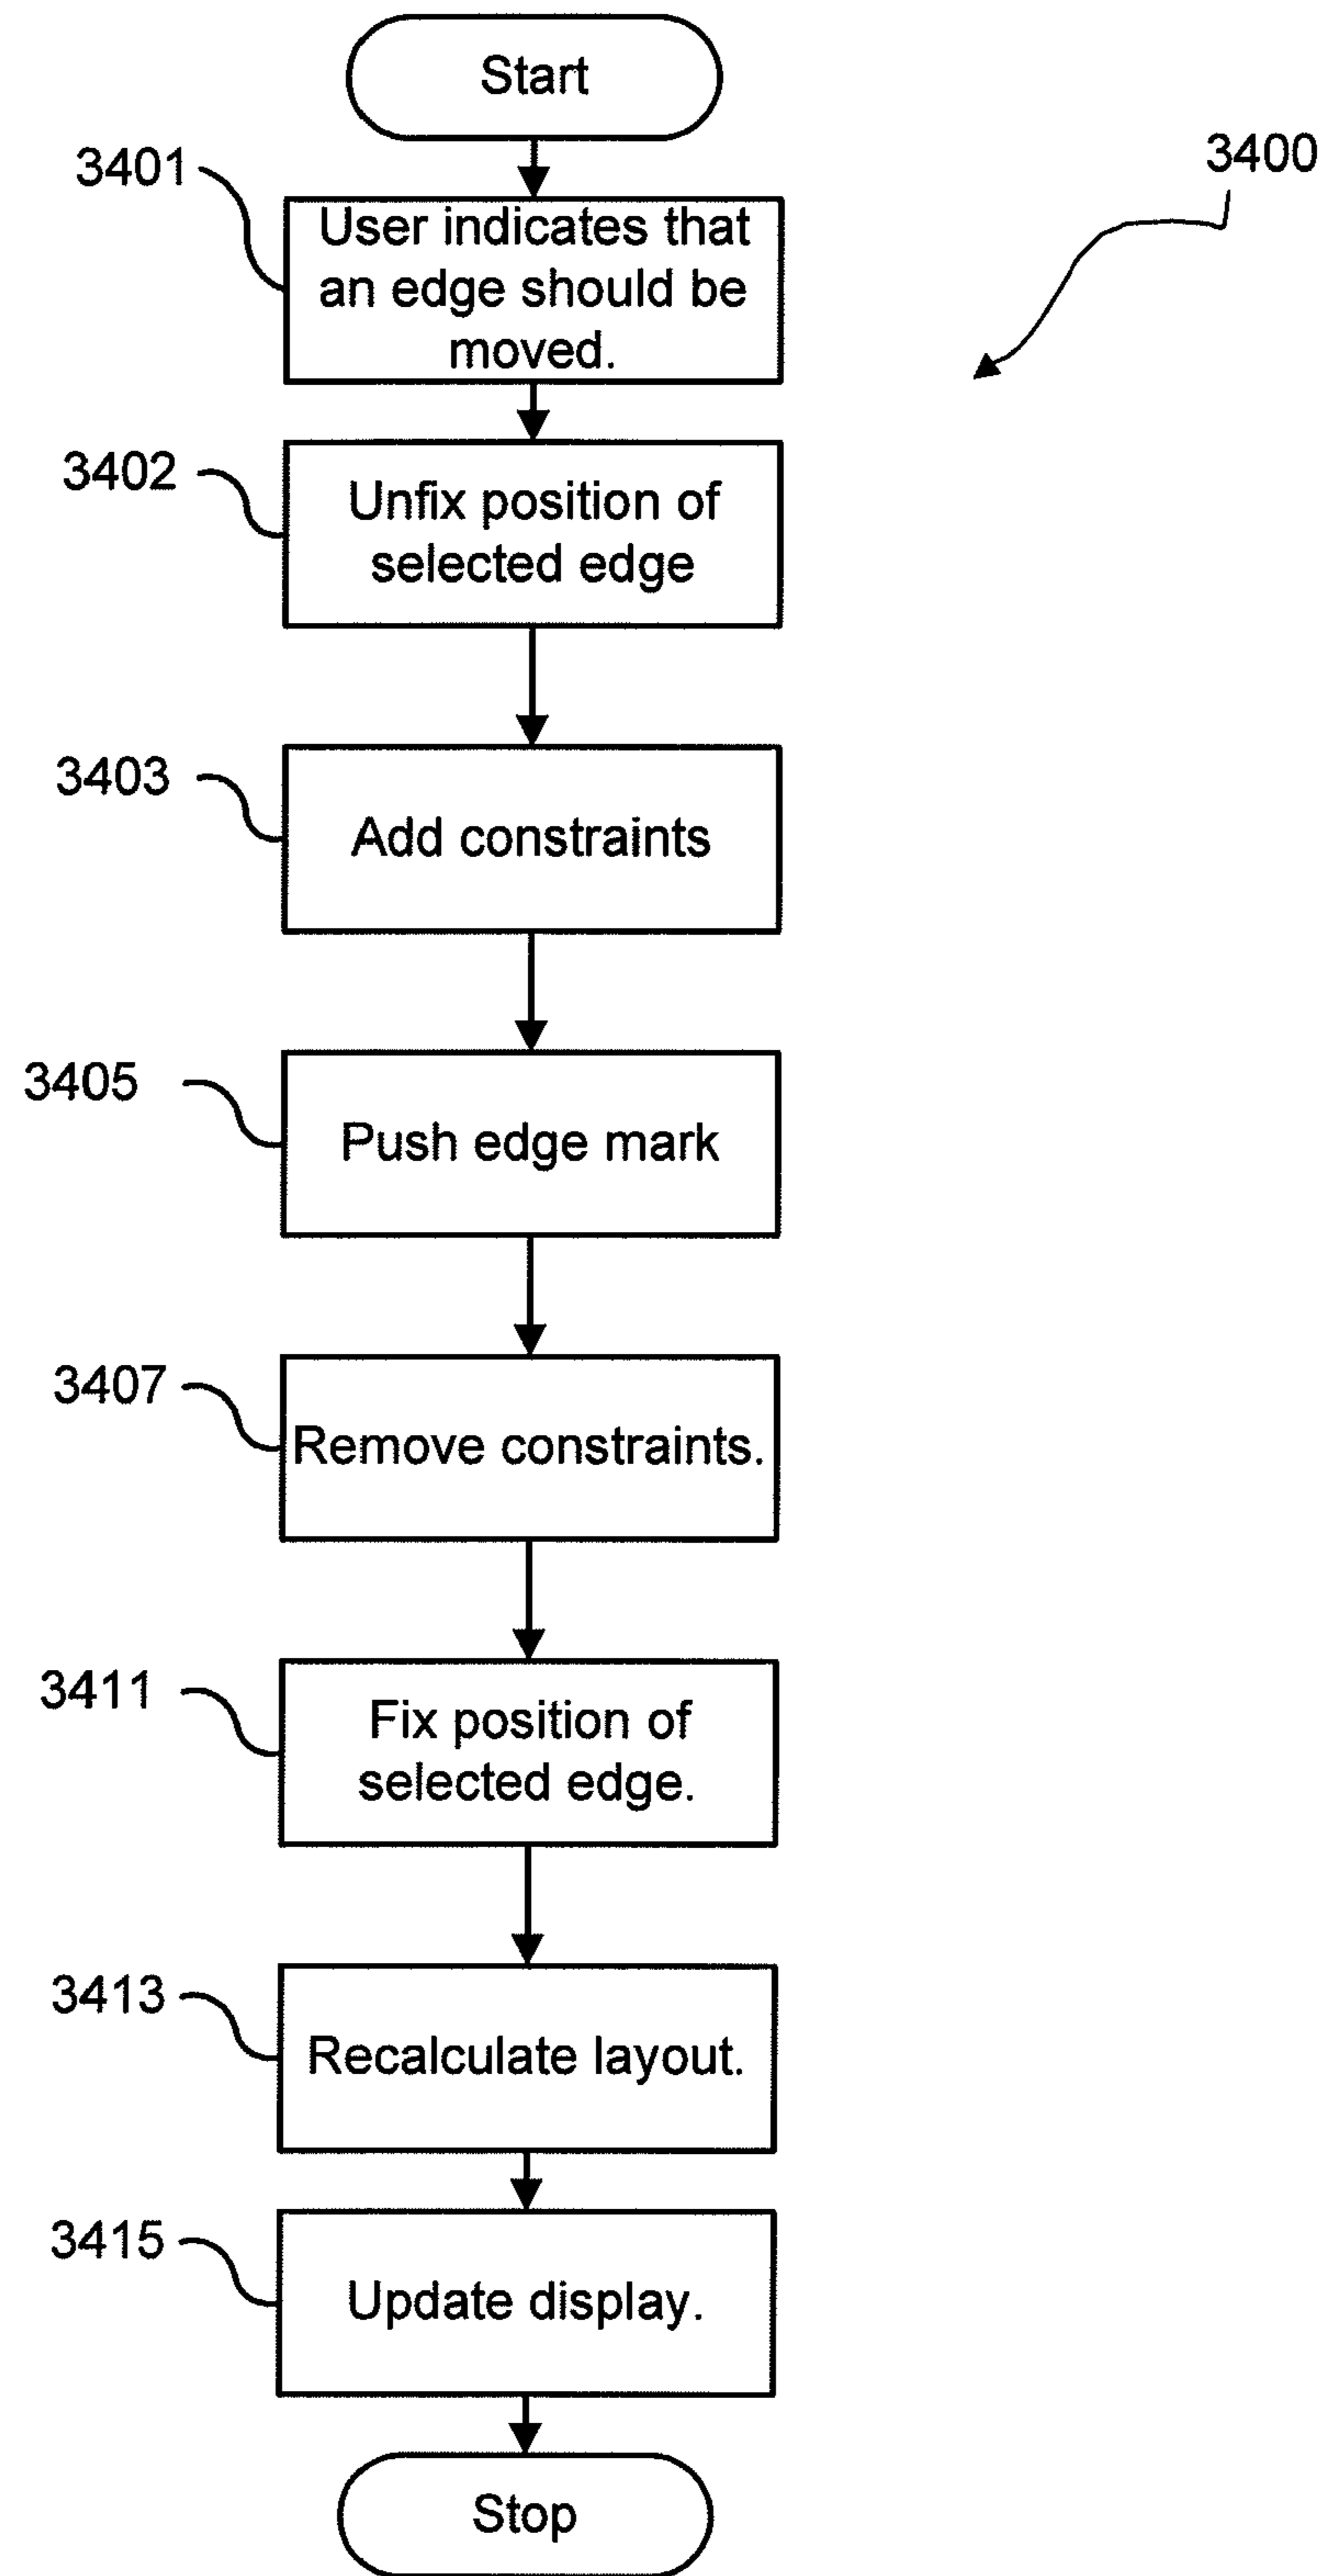 Start
3401
3400
User indicates that
an edge should be
moved.
3402
Unfix position of
selected edge
3403
Add constraints
3405
Push edge mark
3407
Remove constraints.
3411
Fix position of
selected edge.
3413
Recalculate layout.
3415
Update display.
Stop